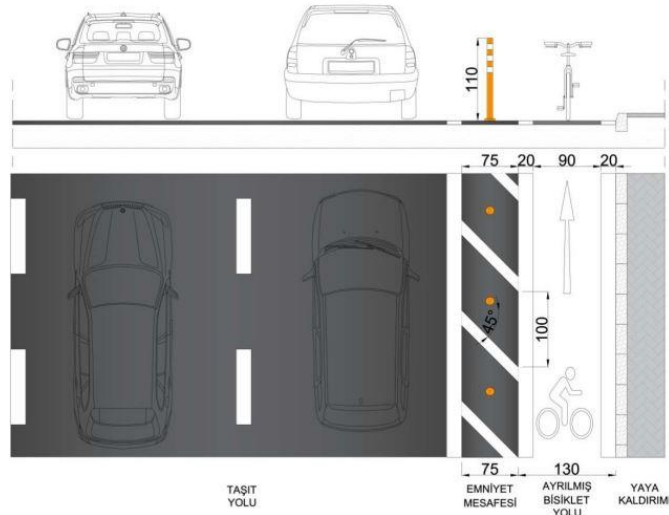 110
75 20 90 20
45°
100
75 130
TAŞIT
YOLU
EMNİYET
MESAFESİ
AYRILMIŞ
BİSİKLET
YOLU
YAYA
KALDIRIMI